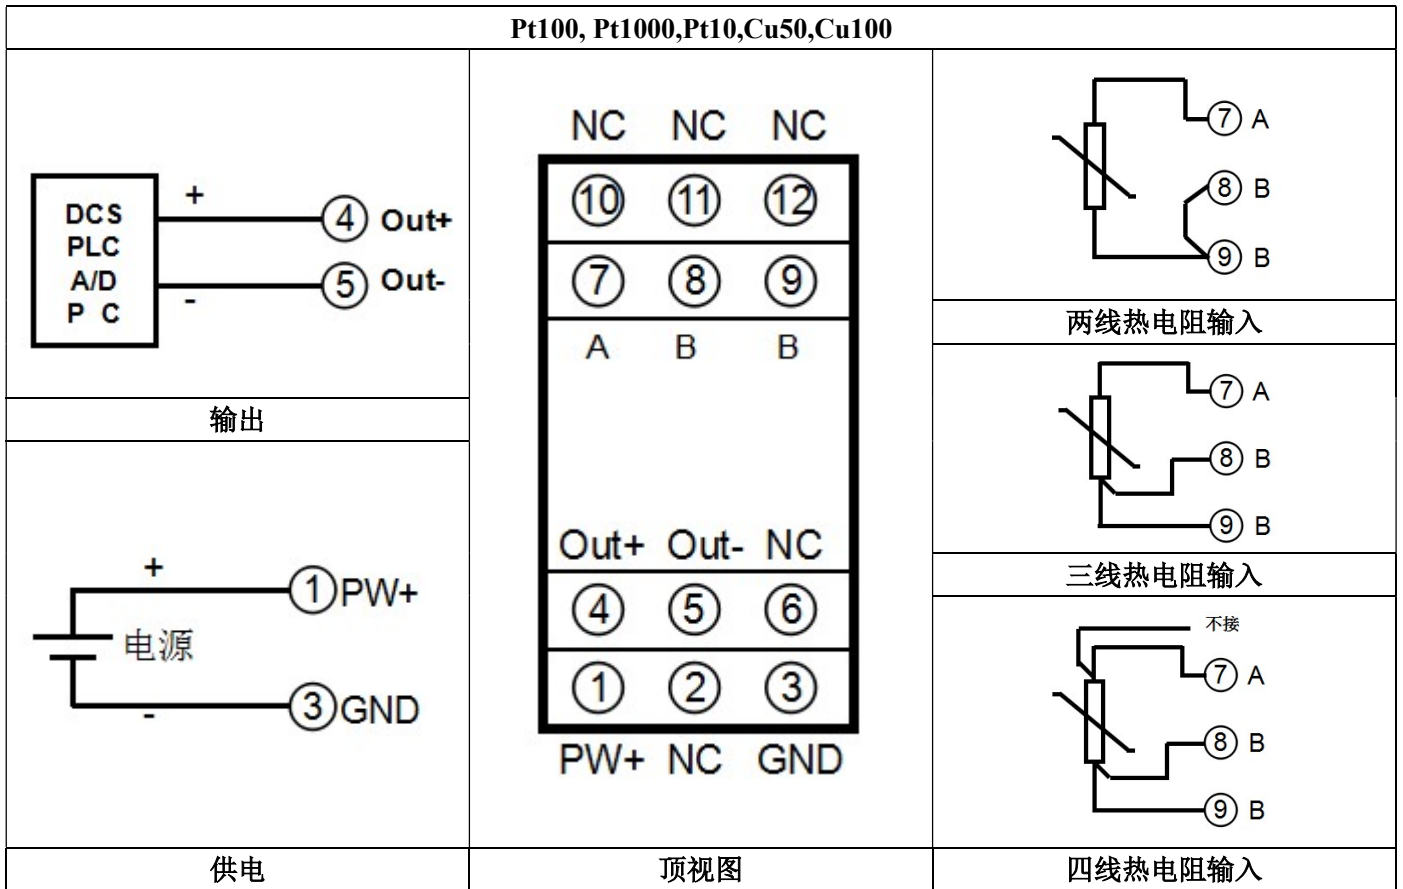 Pt100, Pt1000,Pt10,Cu50,Cu100
DCS
PLC
A/D
P C
+
-
④ Out+
⑤ Out-
输出
+
-
电源
① PW+
③ GND
供电
NC NC NC
⑩ ⑪ ⑫
⑦ ⑧ ⑨
A B B
Out+ Out- NC
④ ⑤ ⑥
① ② ③
PW+ NC GND
顶视图
⑦ A
⑧ B
⑨ B
两线热电阻输入
⑦ A
⑧ B
⑨ B
三线热电阻输入
不接
⑦ A
⑧ B
⑨ B
四线热电阻输入